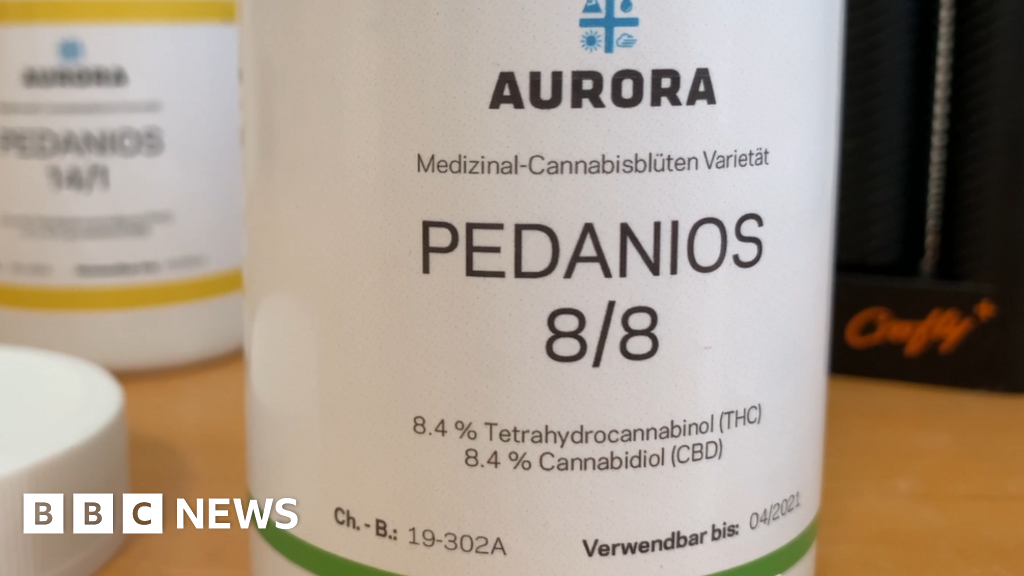 AURORA
PEDANIOS
14/1
AURORA
Medizinal-Cannabisblüten Varietät
PEDANIOS
8/8
8.4 % Tetrahydrocannabinol (THC)
8.4 % Cannabidiol (CBD)
Ch.-B.: 19-302A
Verwendbar bis: 04/2021
Crafty+
BBC NEWS